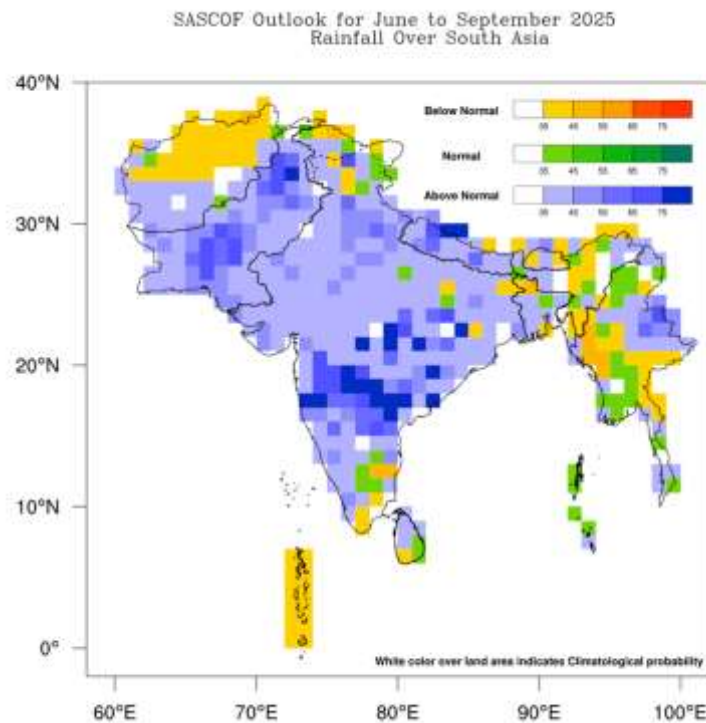 SASCOF Outlook for June to September 2025
Rainfall Over South Asia
40°N
30°N
20°N
10°N
0°
Below Normal
35 45 55 65 75
Normal
35 45 55 65 75
Above Normal
35 45 55 65 75
White color over land area indicates Climatological probability
60°E 70°E 80°E 90°E 100°E